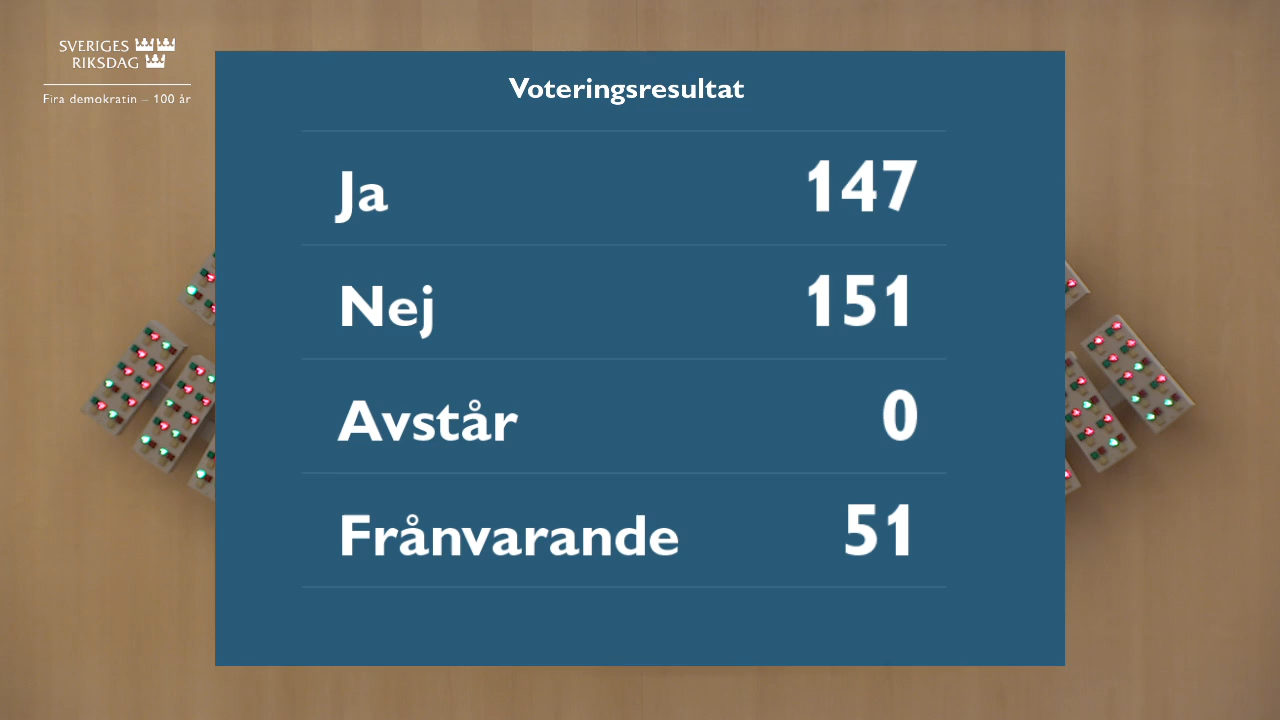 SVERIGES
RIKSDAG
Fira demokratin – 100 år
Voteringsresultat
Ja 147
Nej 151
Avstår 0
Frånvarande 51